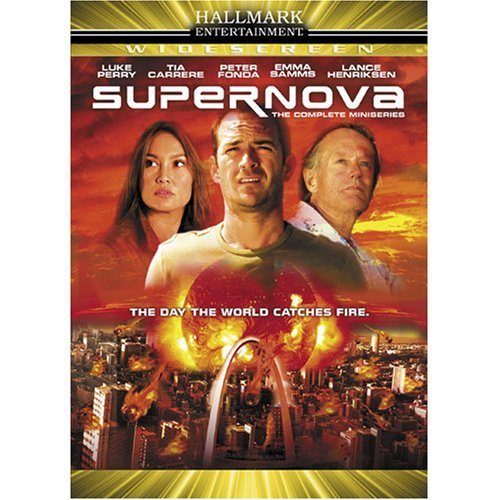 HALLMARK
ENTERTAINMENT.
WIDESCREEN
LUKE PERRY TIA CARRERE PETER FONDA EMMA SAMMS LANCE HENRIKSEN
SUPERNOVA
THE COMPLETE MINISERIES
THE DAY THE WORLD CATCHES FIRE.